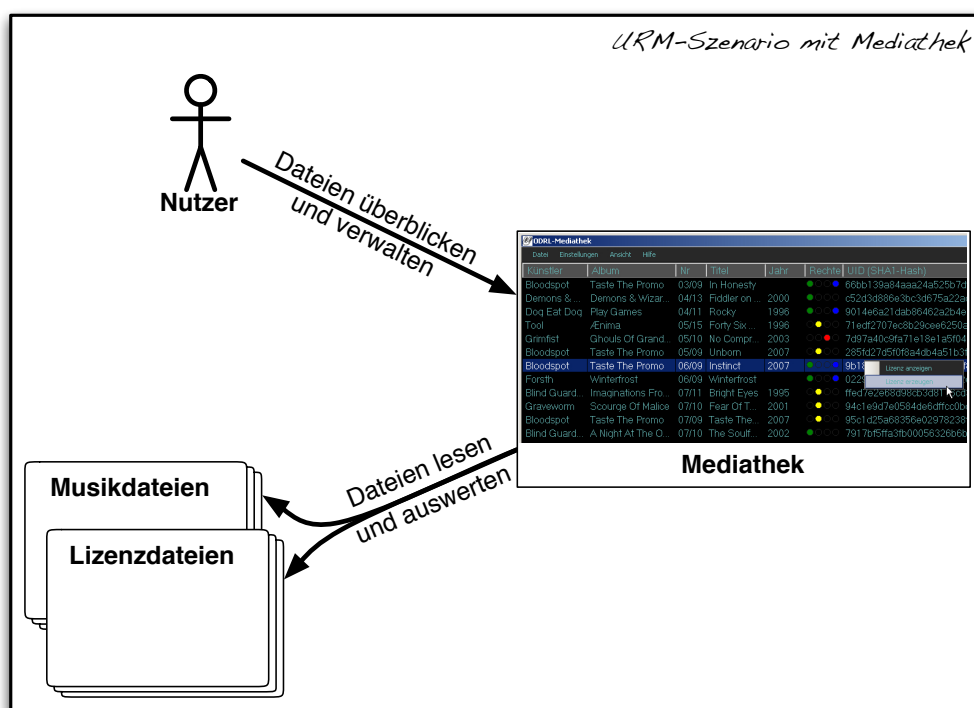 URM-Szenario mit Mediathek
Nutzer
Dateien überblicken
und verwalten
ODRL-Mediathek
Datei Einstellungen Ansicht Hilfe
Künstler Album Nr Titel Jahr Rechte UID (SHA1-Hash)
Bloodspot Taste The Promo 03/09 In Honesty 66bb139a84aaa24a525b7d
Demons & ... Demons & Wizar... 04/13 Fiddler on ... 2000 c52d3d886e3bc3d675a22a
Dog Eat Dog Play Games 04/11 Rocky 1996 9014e6a21dab86462a2b4e
Tool Ænima 05/15 Forty Six ... 1996 71edf2707ec8b29cee6250a
Grimfist Ghouls Of Grand... 05/10 No Compr... 2003 7d97a40c9fa71e18e1a5f04
Bloodspot Taste The Promo 05/09 Unborn 2007 285fd27d5f0f8a4db4a51b3f
Bloodspot Taste The Promo 06/09 Instinct 2007 Lizenz anzeigen
Forsth Winterfrost 06/09 Winterfrost Lizenz erzeugen
Blind Guard... Imaginations Fro... 07/11 Bright Eyes 1995
Graveworm Scourge Of Malice 07/10 Fear Of T... 2001 94c1e9d7e0584de6dffcc0b
Bloodspot Taste The Promo 07/09 Taste The... 2007 95c1d25a68356e02978238
Blind Guard... A Night At The O... 07/10 The Soulf... 2002 7917bf5ffa3fb00056326b6b
Mediathek
Dateien lesen
und auswerten
Musikdateien
Lizenzdateien